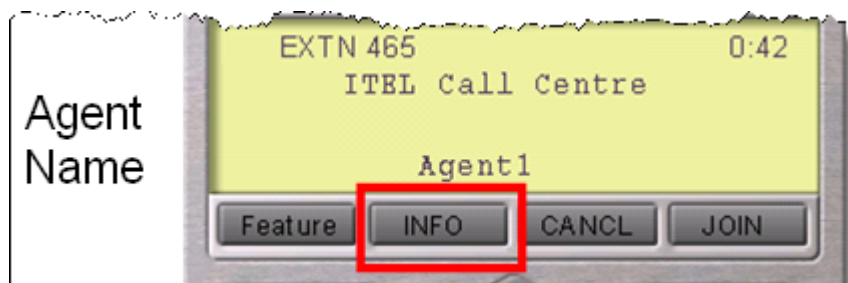 EXTN 465 0:42
ITEL Call Centre
Agent
Name
Agent1
Feature INFO CANCL JOIN